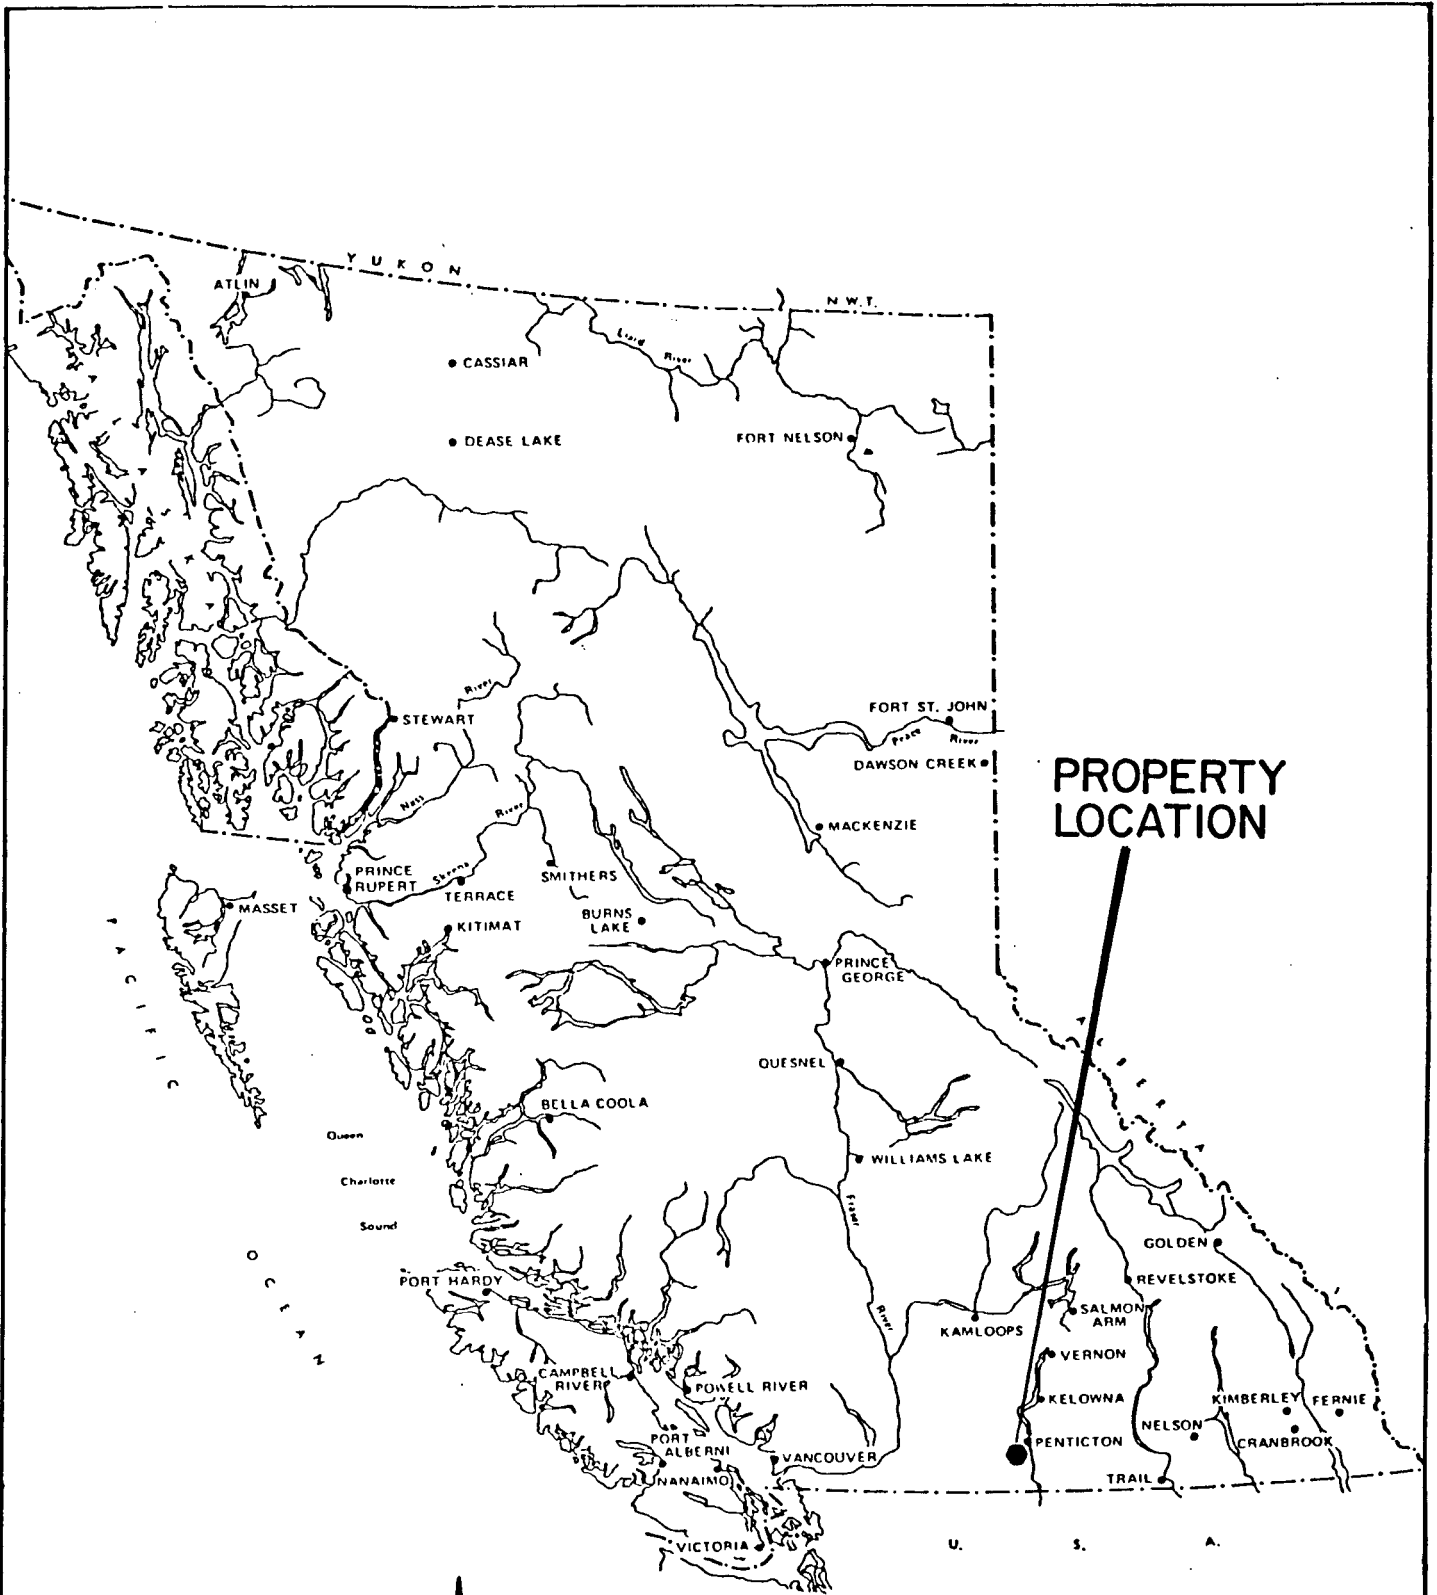 YUKON
ATLIN
N.W.T.
Liard
River
CASSIAR
DEASE LAKE
FORT NELSON
River
STEWART
FORT ST. JOHN
Peace
River
DAWSON CREEK
PROPERTY
LOCATION
Nass
River
MACKENZIE
PRINCE
RUPERT
Skeena
SMITHERS
TERRACE
MASSET
KITIMAT
BURNS
LAKE
PACIFIC
PRINCE
GEORGE
ALBERTA
QUESNEL
BELLA COOLA
Queen
WILLIAMS LAKE
Charlotte
Fraser
Sound
OCEAN
GOLDEN
PORT HARDY
REVELSTOKE
River
SALMON
ARM
KAMLOOPS
VERNON
CAMPBELL
RIVER
POWELL RIVER
KELOWNA
KIMBERLEY
FERNIE
NELSON
PORT
ALBERNI
PENTICTON
CRANBROOK
VANCOUVER
NANAIMO
TRAIL
VICTORIA
U. S. A.